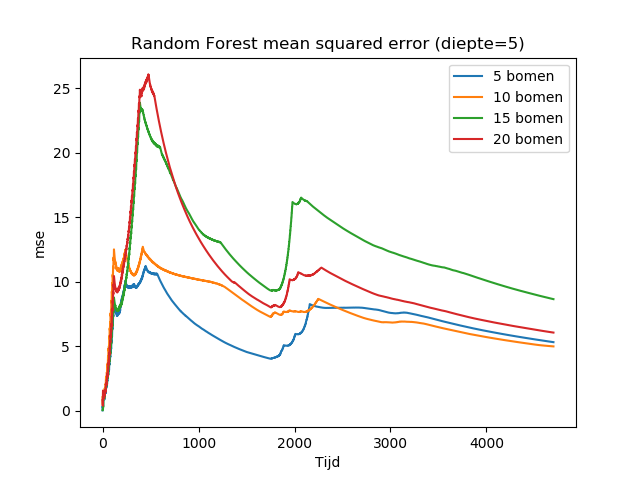 Random Forest mean squared error (diepte=5)
5 bomen
10 bomen
15 bomen
20 bomen
25
20
15
10
5
0
mse
0 1000 2000 3000 4000
Tijd